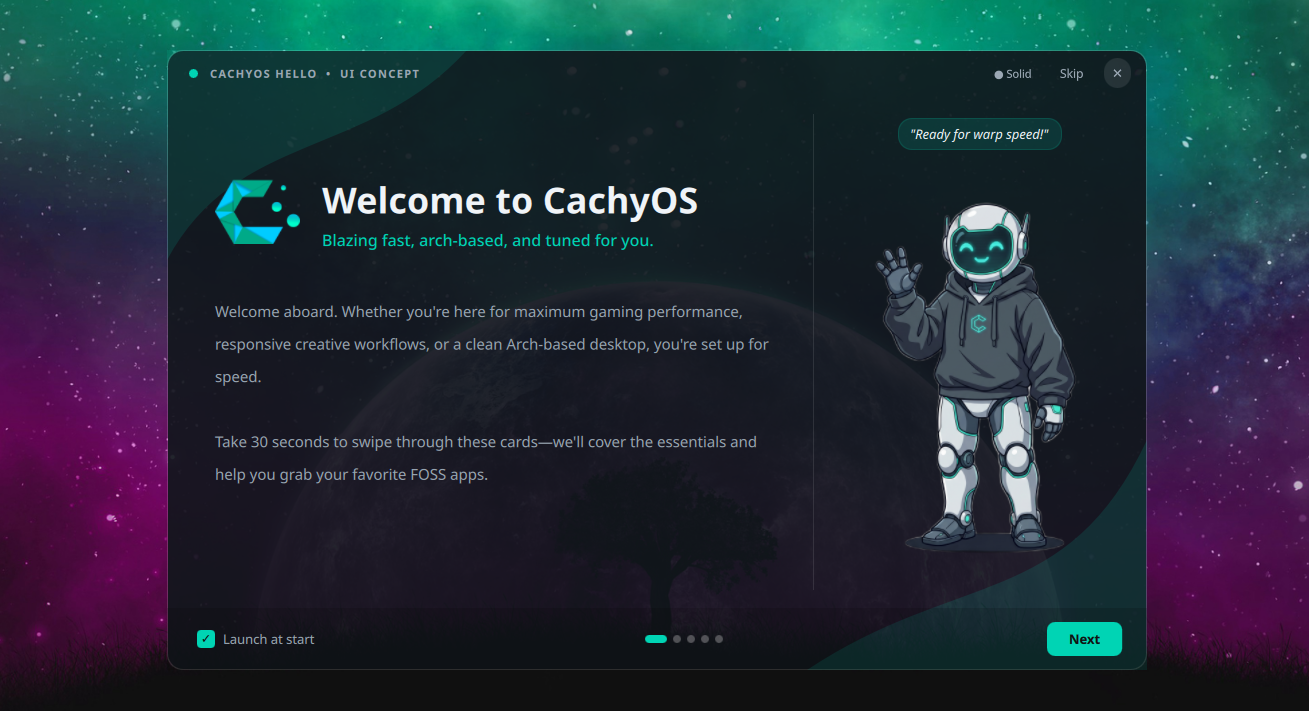 CACHYOS HELLO • UI CONCEPT
Solid
Skip
"Ready for warp speed!"
Welcome to CachyOS
Blazing fast, arch-based, and tuned for you.
Welcome aboard. Whether you're here for maximum gaming performance,
responsive creative workflows, or a clean Arch-based desktop, you're set up for
speed.
Take 30 seconds to swipe through these cards—we'll cover the essentials and
help you grab your favorite FOSS apps.
Launch at start
Next